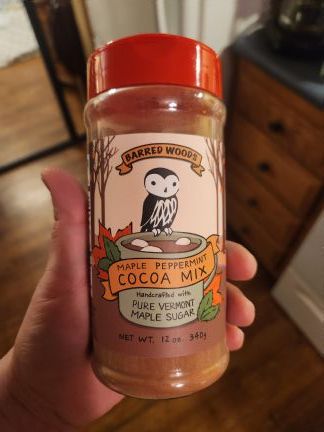 BARRED WOODS
MAPLE PEPPERMINT
COCOA MIX
Handcrafted with
PURE VERMONT
MAPLE SUGAR
NET WT. 12 oz. 340g